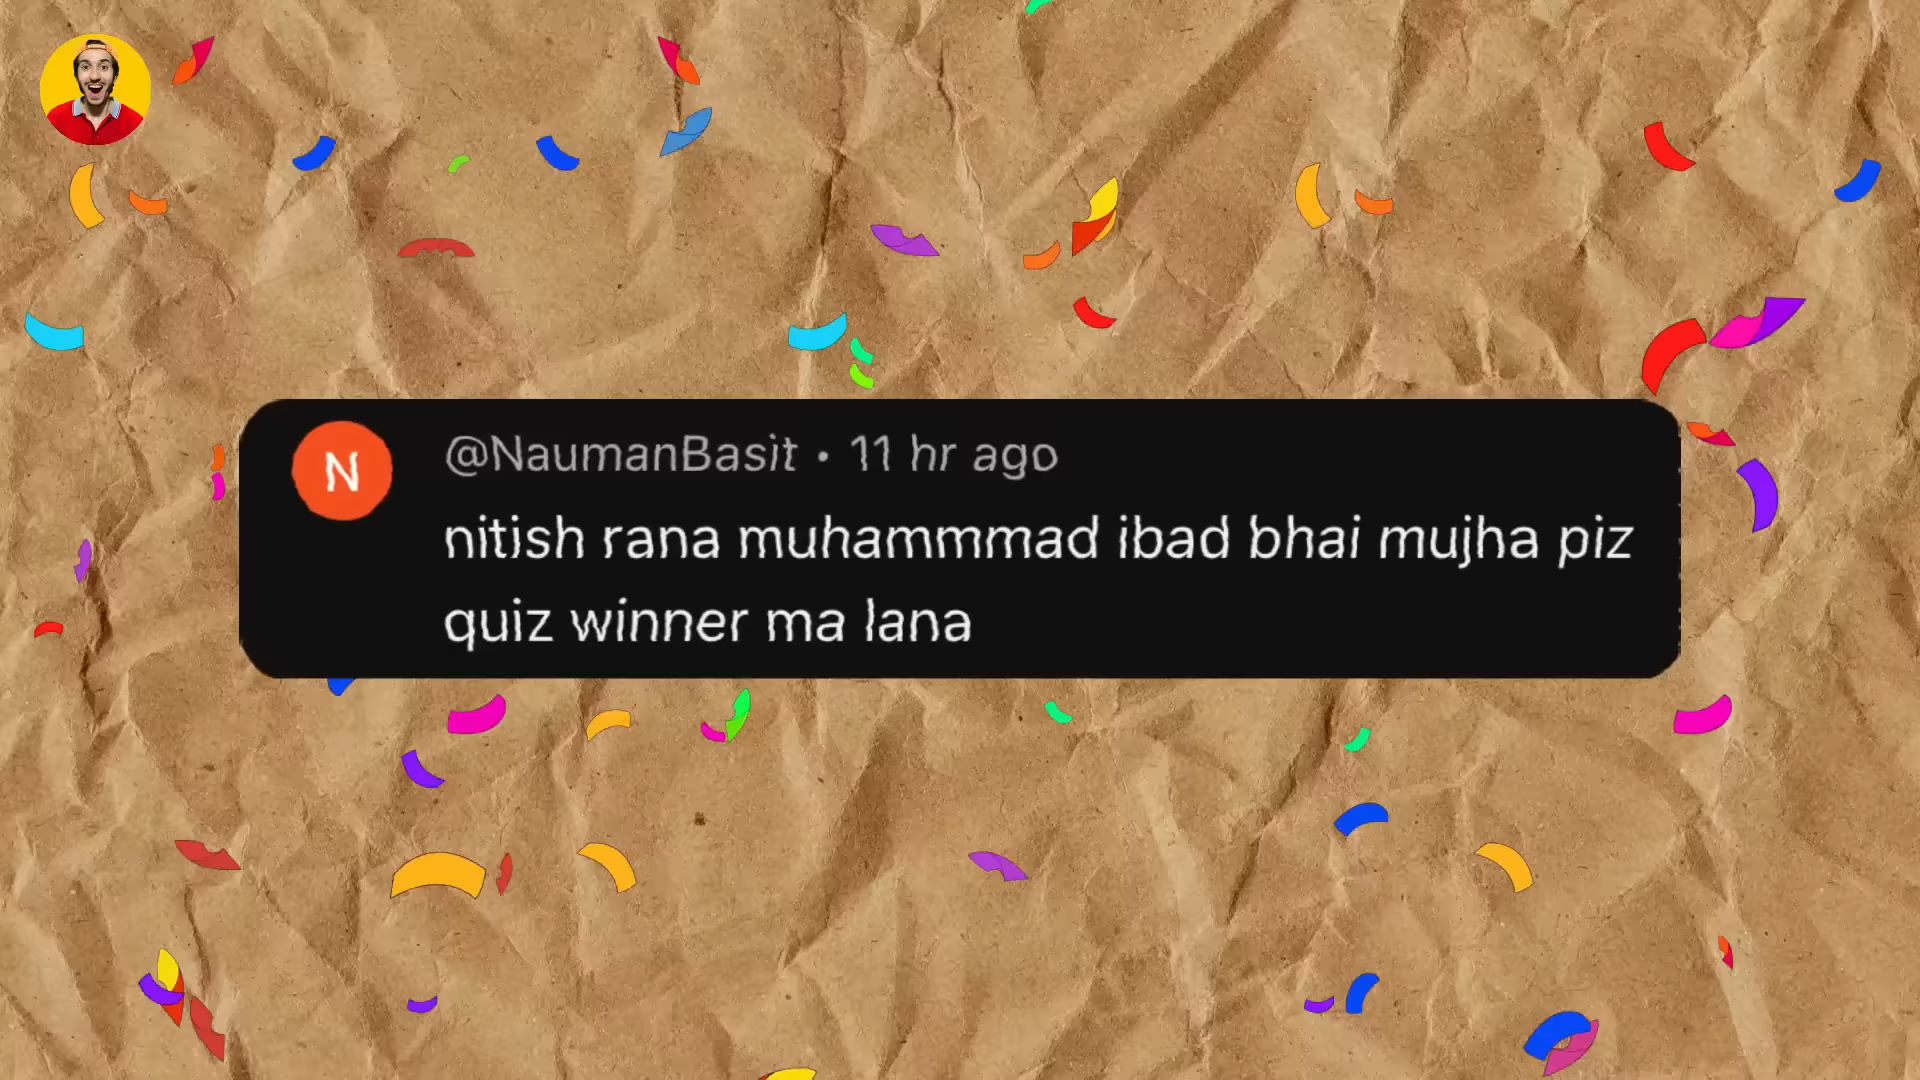 N
@NaumanBasit • 11 hr ago
nitish rana muhammmad ibad bhai mujha piz
quiz winner ma lana